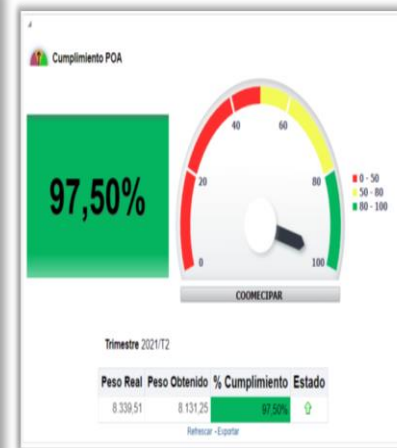 Cumplimiento POA
97,50%
0
20
40
60
80
100
0 - 50
50 - 80
80 - 100
COOMECIPAR
Trimestre 2021/T2
Peso Real Peso Obtenido % Cumplimiento Estado
8.339,51 8.131,25 97,50%
Refrescar - Exportar